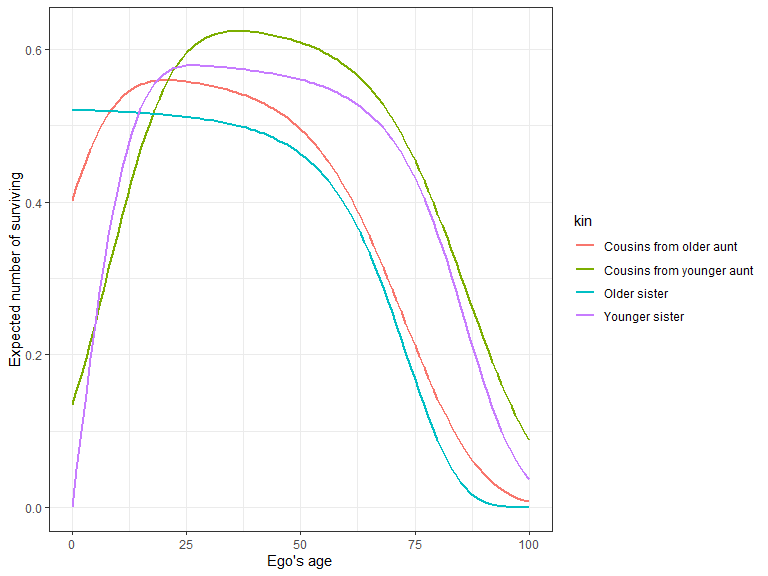 Expected number of surviving
0.6
0.4
0.2
0.0
0
25
50
75
100
Ego's age
kin
Cousins from older aunt
Cousins from younger aunt
Older sister
Younger sister